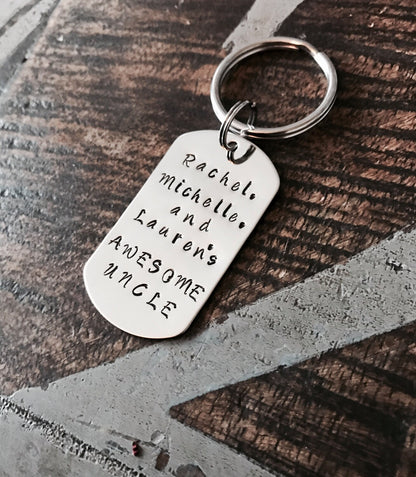 Rachel,
Michelle,
and
Lauren's
AWESOME
UNCLE